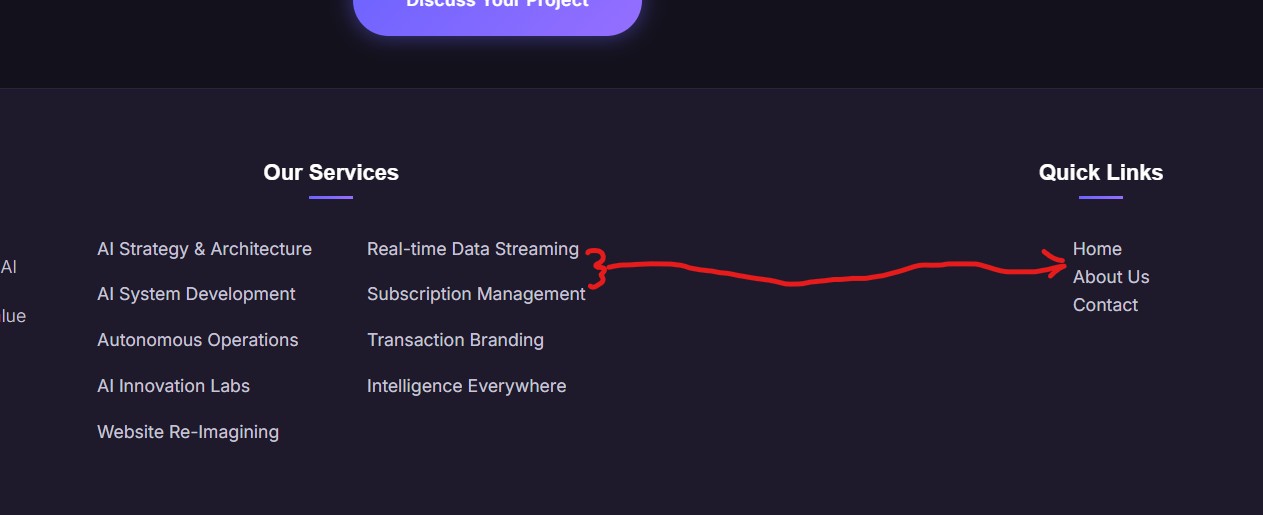 Discuss Your Project
Our Services
AI Strategy & Architecture
AI System Development
Autonomous Operations
AI Innovation Labs
Website Re-Imagining
Real-time Data Streaming
Subscription Management
Transaction Branding
Intelligence Everywhere
Quick Links
Home
About Us
Contact
AI
lue